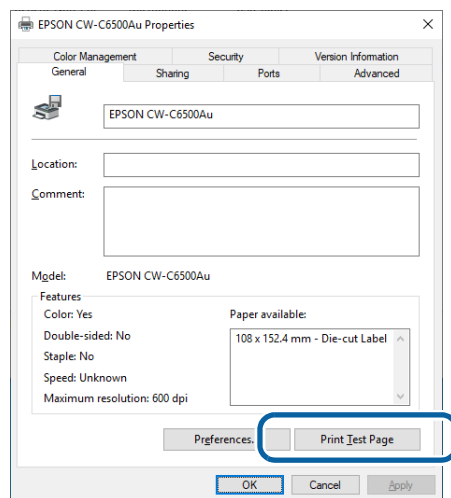 EPSON CW-C6500Au Properties
Color Management Security Version Information
General Sharing Ports Advanced
EPSON CW-C6500Au
Location:
Comment:
Model: EPSON CW-C6500Au
Features
Color: Yes
Paper available:
Double-sided: No
108 x 152.4 mm - Die-cut Label
Staple: No
Speed: Unknown
Maximum resolution: 600 dpi
Preferences. Print Test Page
OK Cancel Apply